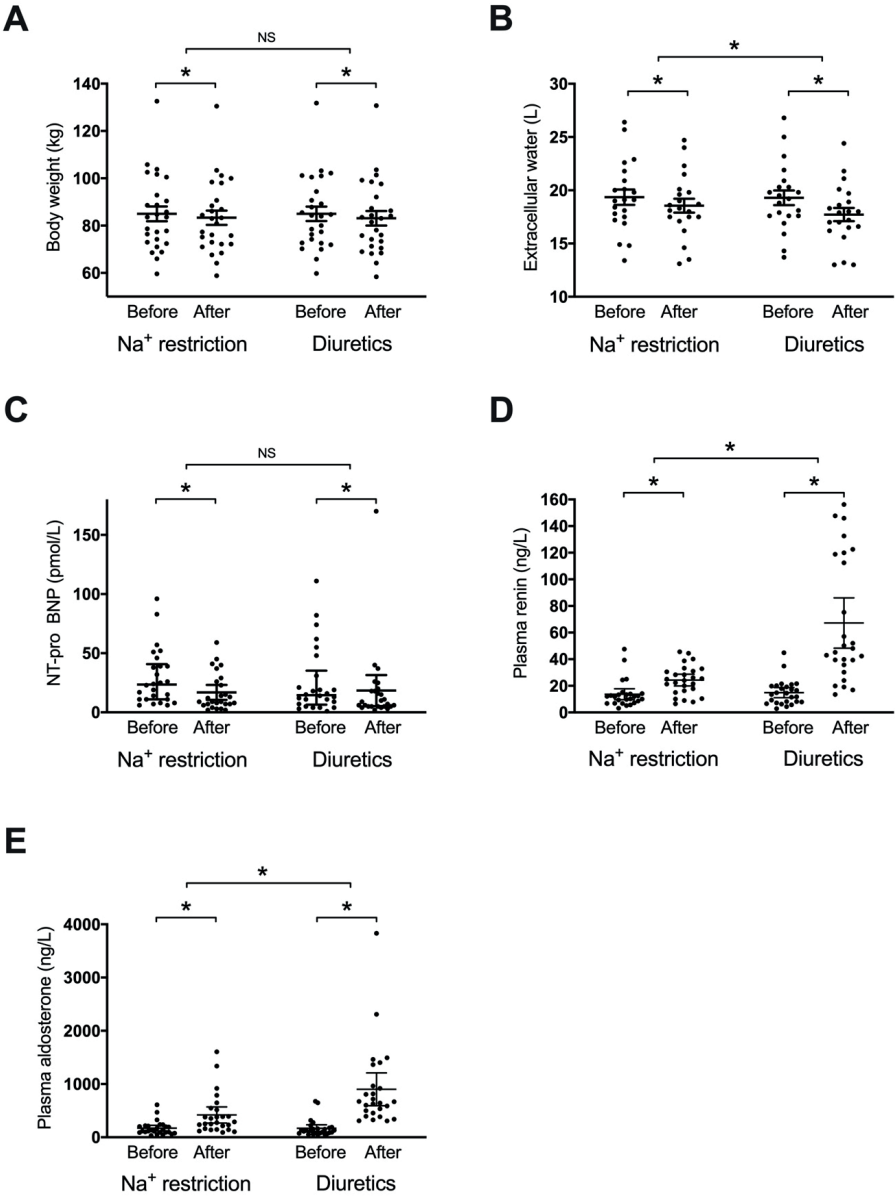 A
NS
*
*
Body weight (kg)
140
120
100
80
60
Before After Before After
Na⁺ restriction Diuretics
B
*
*
*
Extracellular water (L)
30
25
20
15
10
Before After Before After
Na⁺ restriction Diuretics
C
NS
*
*
NT-pro BNP (pmol/L)
150
100
50
0
Before After Before After
Na⁺ restriction Diuretics
D
*
*
*
Plasma renin (ng/L)
160
140
120
100
80
60
40
20
0
Before After Before After
Na⁺ restriction Diuretics
E
*
*
*
Plasma aldosterone (ng/L)
4000
3000
2000
1000
0
Before After Before After
Na⁺ restriction Diuretics